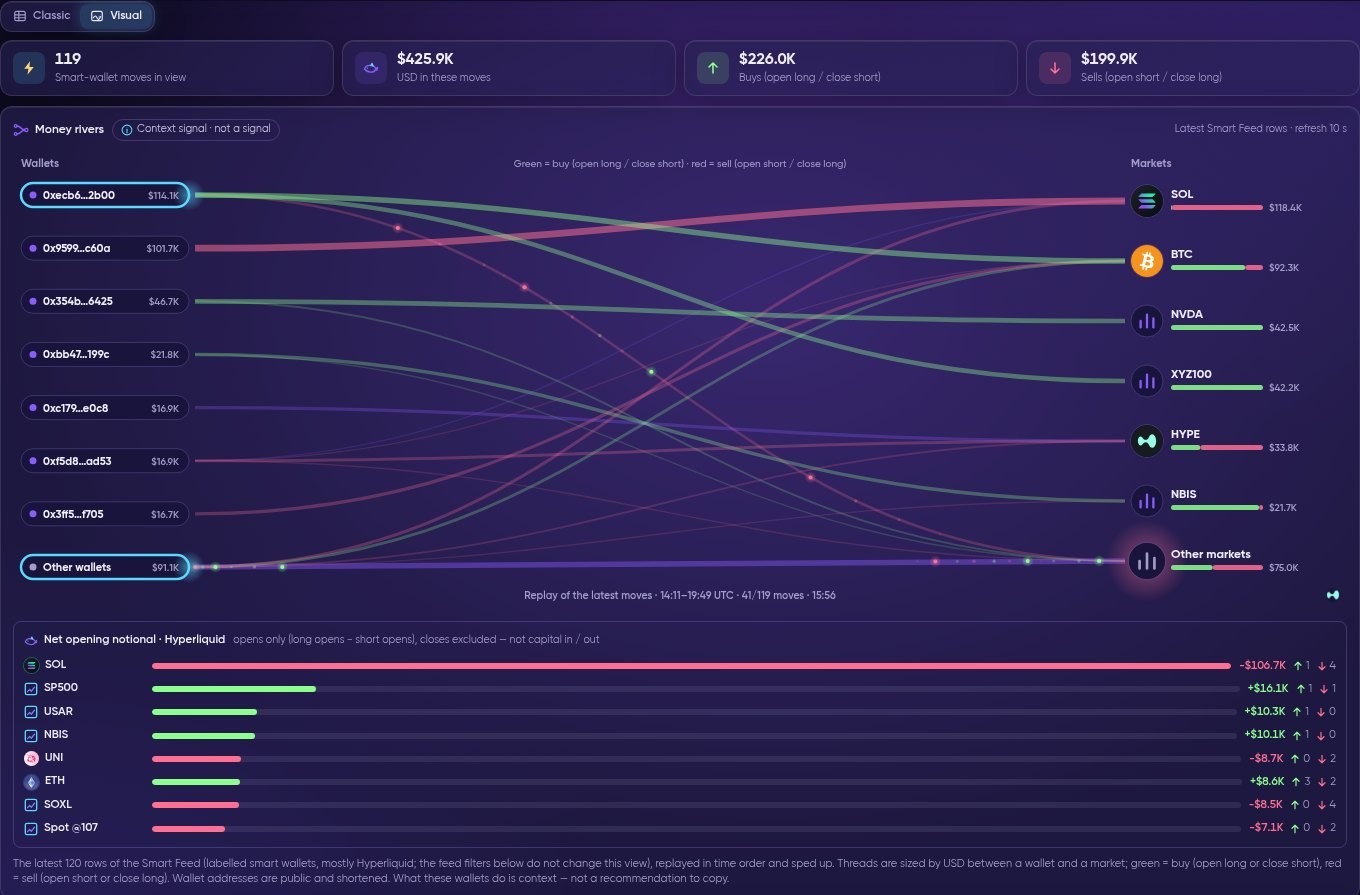 Classic Visual
119
Smart-wallet moves in view
$425.9K
USD in these moves
$226.0K
Buys (open long / close short)
$199.9K
Sells (open short / close long)
Money rivers Context signal · not a signal Latest Smart Feed rows · refresh 10 s
Wallets Green = buy (open long / close short) · red = sell (open short / close long) Markets
0xecb6...2b00 $114.1K
0x9599...c60a $101.7K
0x354b...6425 $46.7K
0xbb47...199c $21.8K
0xc179...e0c8 $16.9K
0xf5d8...ad53 $16.9K
0x3ff5...f705 $16.7K
Other wallets $91.1K
SOL
$118.4K
BTC
$92.3K
NVDA
$42.5K
XYZ100
$42.2K
HYPE
$33.8K
NBIS
$21.7K
Other markets
$75.0K
Replay of the latest moves · 14:11–19:49 UTC · 41/119 moves · 15:56
Net opening notional · Hyperliquid opens only (long opens − short opens), closes excluded — not capital in / out
SOL -$106.7K ↑ 1 ↓ 4
SP500 +$16.1K ↑ 1 ↓ 1
USAR +$10.3K ↑ 1 ↓ 0
NBIS +$10.1K ↑ 1 ↓ 0
UNI -$8.7K ↑ 0 ↓ 2
ETH +$8.6K ↑ 3 ↓ 2
SOXL -$8.5K ↑ 0 ↓ 4
Spot @107 -$7.1K ↑ 0 ↓ 2
The latest 120 rows of the Smart Feed (labelled smart wallets, mostly Hyperliquid; the feed filters below do not change this view), replayed in time order and sped up. Threads are sized by USD between a wallet and a market; green = buy (open long or close short), red
= sell (open short or close long). Wallet addresses are public and shortened. What these wallets do is context — not a recommendation to copy.